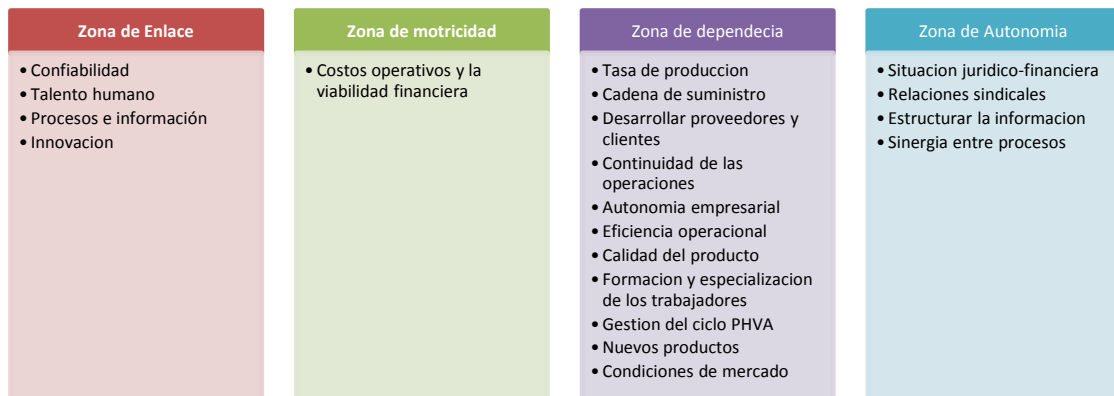 Zona de Enlace
• Confiabilidad
• Talento humano
• Procesos e información
• Innovacion
Zona de motricidad
• Costos operativos y la
viabilidad financiera
Zona de dependecia
• Tasa de produccion
• Cadena de suministro
• Desarrollar proveedores y
clientes
• Continuidad de las
operaciones
• Autonomia empresarial
• Eficiencia operacional
• Calidad del producto
• Formacion y especializacion
de los trabajadores
• Gestion del ciclo PHVA
• Nuevos productos
• Condiciones de mercado
Zona de Autonomia
• Situacion juridico-financiera
• Relaciones sindicales
• Estructurar la informacion
• Sinergia entre procesos